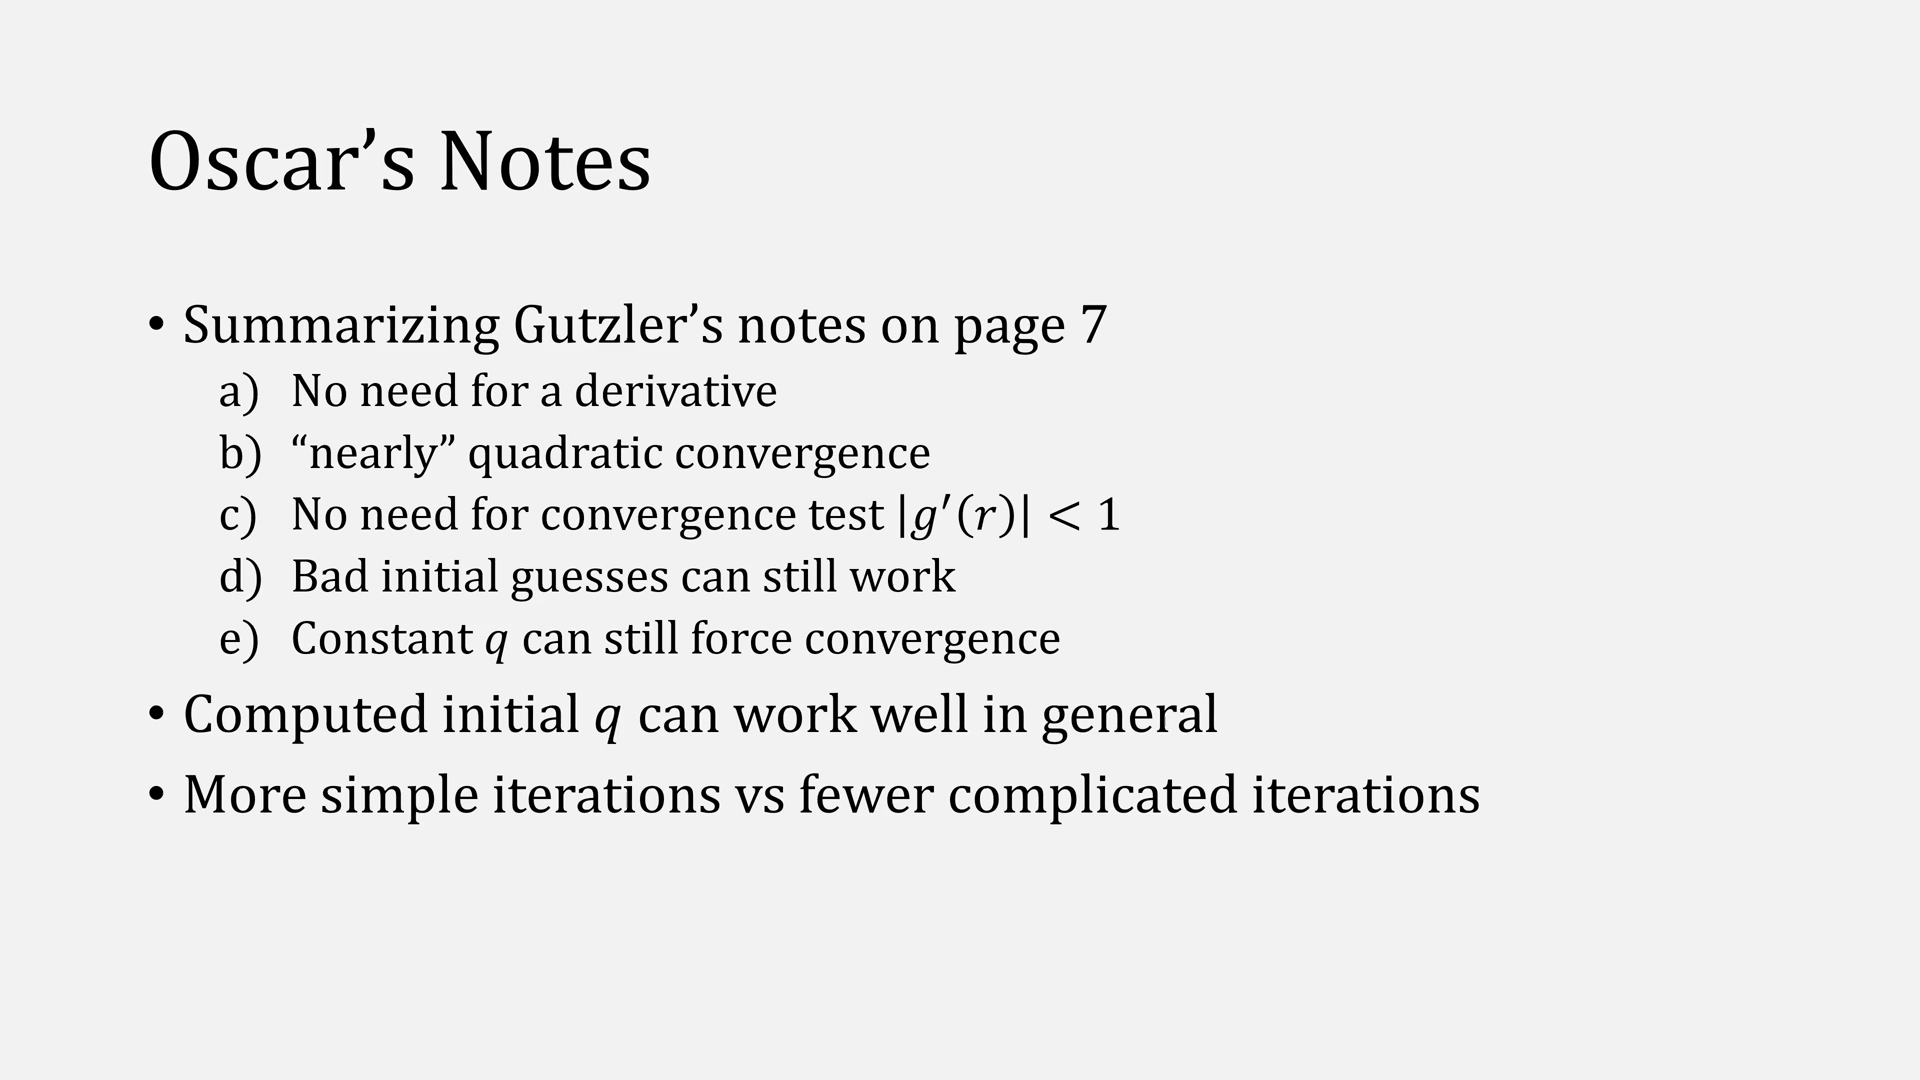 Oscar’s Notes
• Summarizing Gutzler’s notes on page 7
a) No need for a derivative
b) “nearly” quadratic convergence
c) No need for convergence test |g′(r)| < 1
d) Bad initial guesses can still work
e) Constant q can still force convergence
• Computed initial q can work well in general
• More simple iterations vs fewer complicated iterations